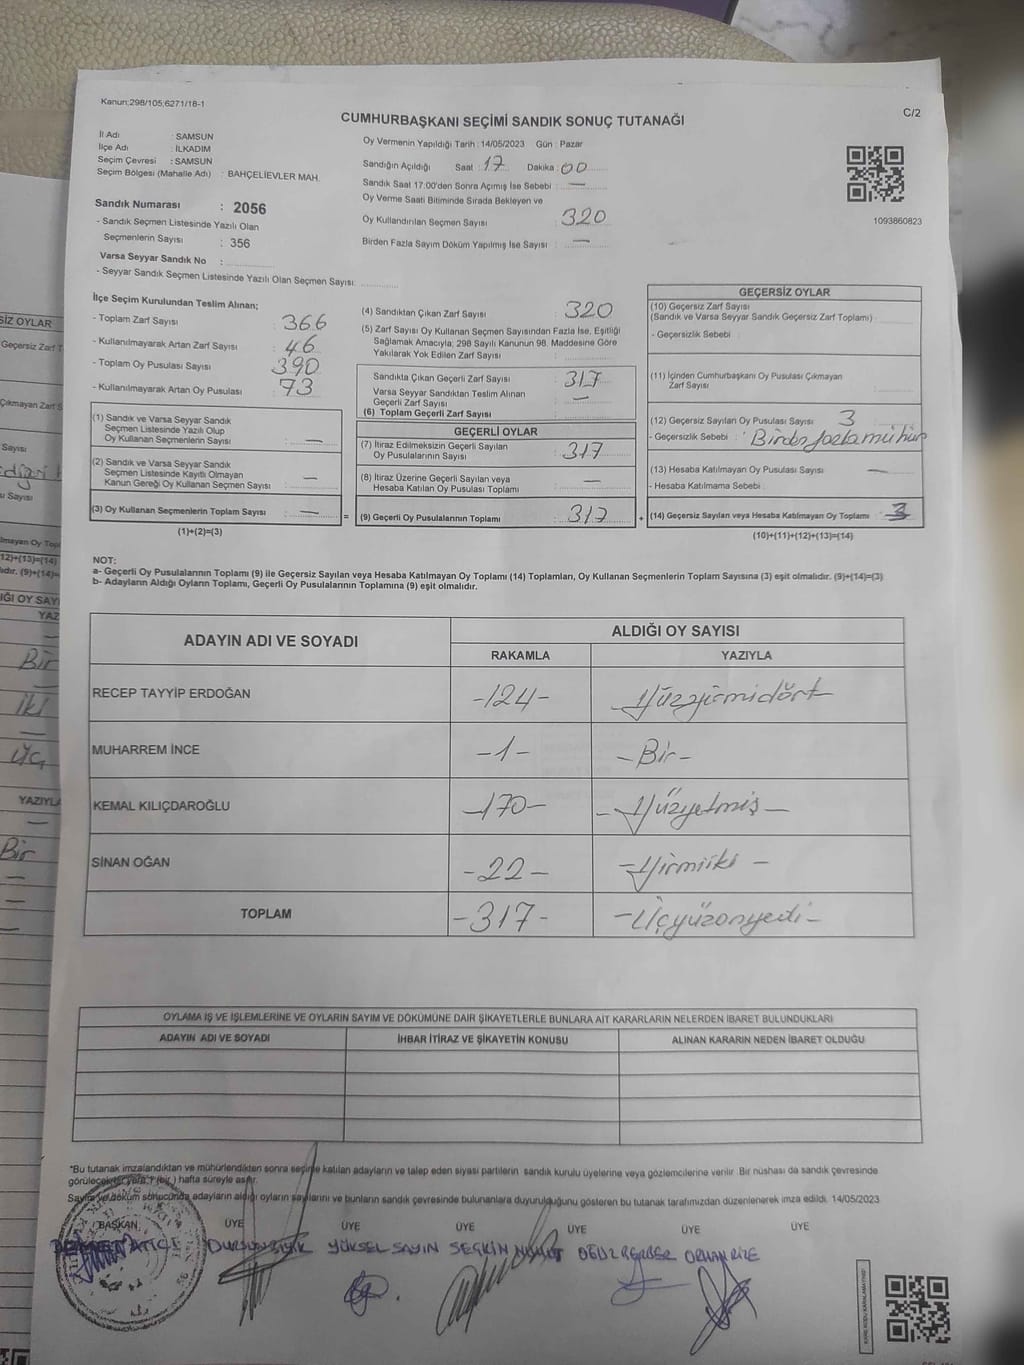 Kanun;298/105;6271/18-1
C/2
CUMHURBAŞKANI SEÇİMİ SANDIK SONUÇ TUTANAĞI
İl Adı : SAMSUN
İlçe Adı : İLKADIM
Seçim Çevresi : SAMSUN
Seçim Bölgesi (Mahalle Adı) : BAHÇELİEVLER MAH.
Sandık Numarası : 2056
- Sandık Seçmen Listesinde Yazılı Olan
Seçmenlerin Sayısı : 356
Varsa Seyyar Sandık No :
- Seyyar Sandık Seçmen Listesinde Yazılı Olan Seçmen Sayısı:
Oy Vermenin Yapıldığı Tarih : 14/05/2023 Gün : Pazar
Sandığın Açıldığı Saat : 17 Dakika : 00
Sandık Saat 17:00'den Sonra Açımış İse Sebebi : —
Oy Verme Saati Bitiminde Sırada Bekleyen ve
Oy Kullandırılan Seçmen Sayısı : 320
Birden Fazla Sayım Döküm Yapılmış İse Sayısı : —
1093860823
İlçe Seçim Kurulundan Teslim Alınan;
- Toplam Zarf Sayısı : 366
- Kullanılmayarak Artan Zarf Sayısı : 46
- Toplam Oy Pusulası Sayısı : 390
- Kullanılmayarak Artan Oy Pusulası : 73
(1) Sandık ve Varsa Seyyar Sandık
Seçmen Listesinde Yazılı Olup
Oy Kullanan Seçmenlerin Sayısı : —
(2) Sandık ve Varsa Seyyar Sandık
Seçmen Listesinde Kayıtlı Olmayan
Kanun Gereği Oy Kullanan Seçmen Sayısı : —
(3) Oy Kullanan Seçmenlerin Toplam Sayısı : —
(1)+(2)=(3)
(4) Sandıktan Çıkan Zarf Sayısı : 320
(5) Zarf Sayısı Oy Kullanan Seçmen Sayısından Fazla İse, Eşitliği
Sağlamak Amacıyla; 298 Sayılı Kanunun 98. Maddesine Göre
Yakılarak Yok Edilen Zarf Sayısı :
Sandıkta Çıkan Geçerli Zarf Sayısı : 317
Varsa Seyyar Sandıktan Teslim Alınan
Geçerli Zarf Sayısı : —
(6) Toplam Geçerli Zarf Sayısı :
GEÇERLİ OYLAR
(7) İtiraz Edilmeksizin Geçerli Sayılan
Oy Pusulalarının Sayısı : 317
(8) İtiraz Üzerine Geçerli Sayılan veya
Hesaba Katılan Oy Pusulası Toplamı : —
= (9) Geçerli Oy Pusulalarının Toplamı : 317
GEÇERSİZ OYLAR
(10) Geçersiz Zarf Sayısı
(Sandık ve Varsa Seyyar Sandık Geçersiz Zarf Toplamı) :
- Geçersizlik Sebebi :
(11) İçinden Cumhurbaşkanı Oy Pusulası Çıkmayan
Zarf Sayısı :
(12) Geçersiz Sayılan Oy Pusulası Sayısı : 3
- Geçersizlik Sebebi : Birden fazla mühür
(13) Hesaba Katılmayan Oy Pusulası Sayısı : —
- Hesaba Katılmama Sebebi :
+ (14) Geçersiz Sayılan veya Hesaba Katılmayan Oy Toplamı : 3
(10)+(11)+(12)+(13)=(14)
NOT:
a- Geçerli Oy Pusulalarının Toplamı (9) ile Geçersiz Sayılan veya Hesaba Katılmayan Oy Toplamı (14) Toplamları, Oy Kullanan Seçmenlerin Toplam Sayısına (3) eşit olmalıdır. (9)+(14)=(3)
b- Adayların Aldığı Oyların Toplamı, Geçerli Oy Pusulalarının Toplamına (9) eşit olmalıdır.
ADAYIN ADI VE SOYADI ALDIĞI OY SAYISI
RAKAMLA YAZIYLA
RECEP TAYYİP ERDOĞAN -124- -Yüzyirmidört-
MUHARREM İNCE -1- -Bir-
KEMAL KILIÇDAROĞLU -170- -Yüzyetmiş-
SİNAN OĞAN -22- -Yirmiiki-
TOPLAM -317- -Üçyüzonyedi-
OYLAMA İŞ VE İŞLEMLERİNE VE OYLARIN SAYIM VE DÖKÜMÜNE DAİR ŞİKAYETLERLE BUNLARA AİT KARARLARIN NELERDEN İBARET BULUNDUKLARI
ADAYIN ADI VE SOYADI İHBAR İTİRAZ VE ŞİKAYETİN KONUSU ALINAN KARARIN NEDEN İBARET OLDUĞU
*Bu tutanak imzalandıktan ve mühürlendikten sonra seçime katılan adayların ve talep eden siyasi partilerin sandık kurulu üyelerine veya gözlemcilerine verilir. Bir nüshası da sandık çevresinde
görülecek bir yere 1 (bir) hafta süreyle asılır.
Sayım ve döküm sonucunda adayların aldığı oyların sayılarını ve bunların sandık çevresinde bulunanlara duyurulduğunu gösteren bu tutanak tarafımızdan düzenlenerek imza edildi. 14/05/2023
BAŞKAN ÜYE ÜYE ÜYE ÜYE ÜYE ÜYE
YÜKSEL SAYIN SEÇKİN OĞUZ ORHAN RİZE